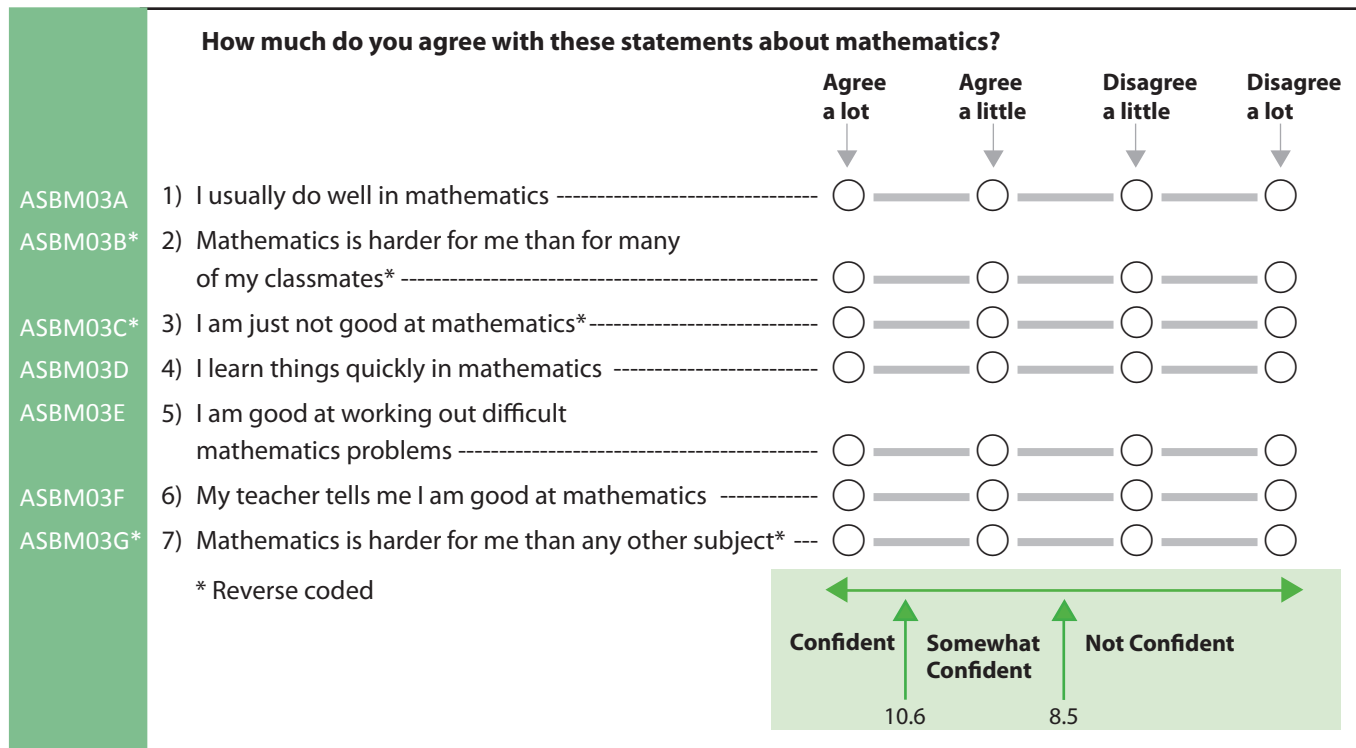 How much do you agree with these statements about mathematics?
Agree a lot
Agree a little
Disagree a little
Disagree a lot
ASBM03A 1) I usually do well in mathematics
ASBM03B* 2) Mathematics is harder for me than for many
of my classmates*
ASBM03C* 3) I am just not good at mathematics*
ASBM03D 4) I learn things quickly in mathematics
ASBM03E 5) I am good at working out difficult
mathematics problems
ASBM03F 6) My teacher tells me I am good at mathematics
ASBM03G* 7) Mathematics is harder for me than any other subject*
* Reverse coded
Confident
Somewhat
Confident
Not Confident
10.6
8.5